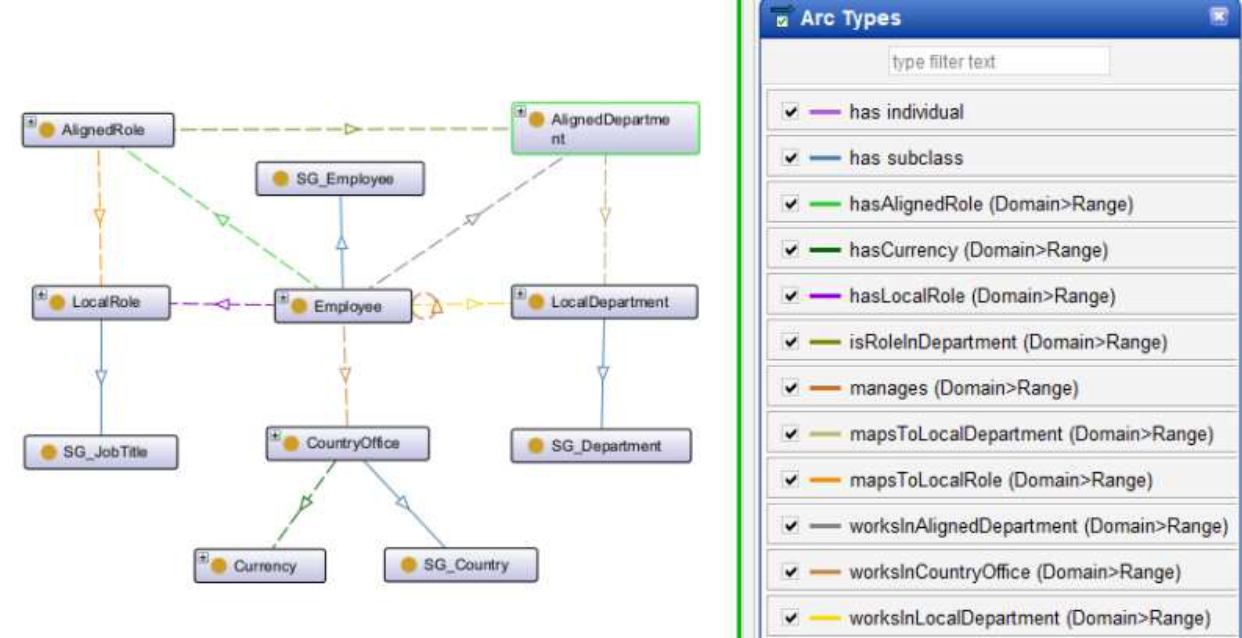 AlignedRole
AlignedDepartme
nt
SG_Employee
LocalRole
Employee
LocalDepartment
SG_JobTitle
CountryOffice
SG_Department
Currency
SG_Country
Arc Types
type filter text
has individual
has subclass
hasAlignedRole (Domain>Range)
hasCurrency (Domain>Range)
hasLocalRole (Domain>Range)
isRoleInDepartment (Domain>Range)
manages (Domain>Range)
mapsToLocalDepartment (Domain>Range)
mapsToLocalRole (Domain>Range)
worksInAlignedDepartment (Domain>Range)
worksInCountryOffice (Domain>Range)
worksInLocalDepartment (Domain>Range)